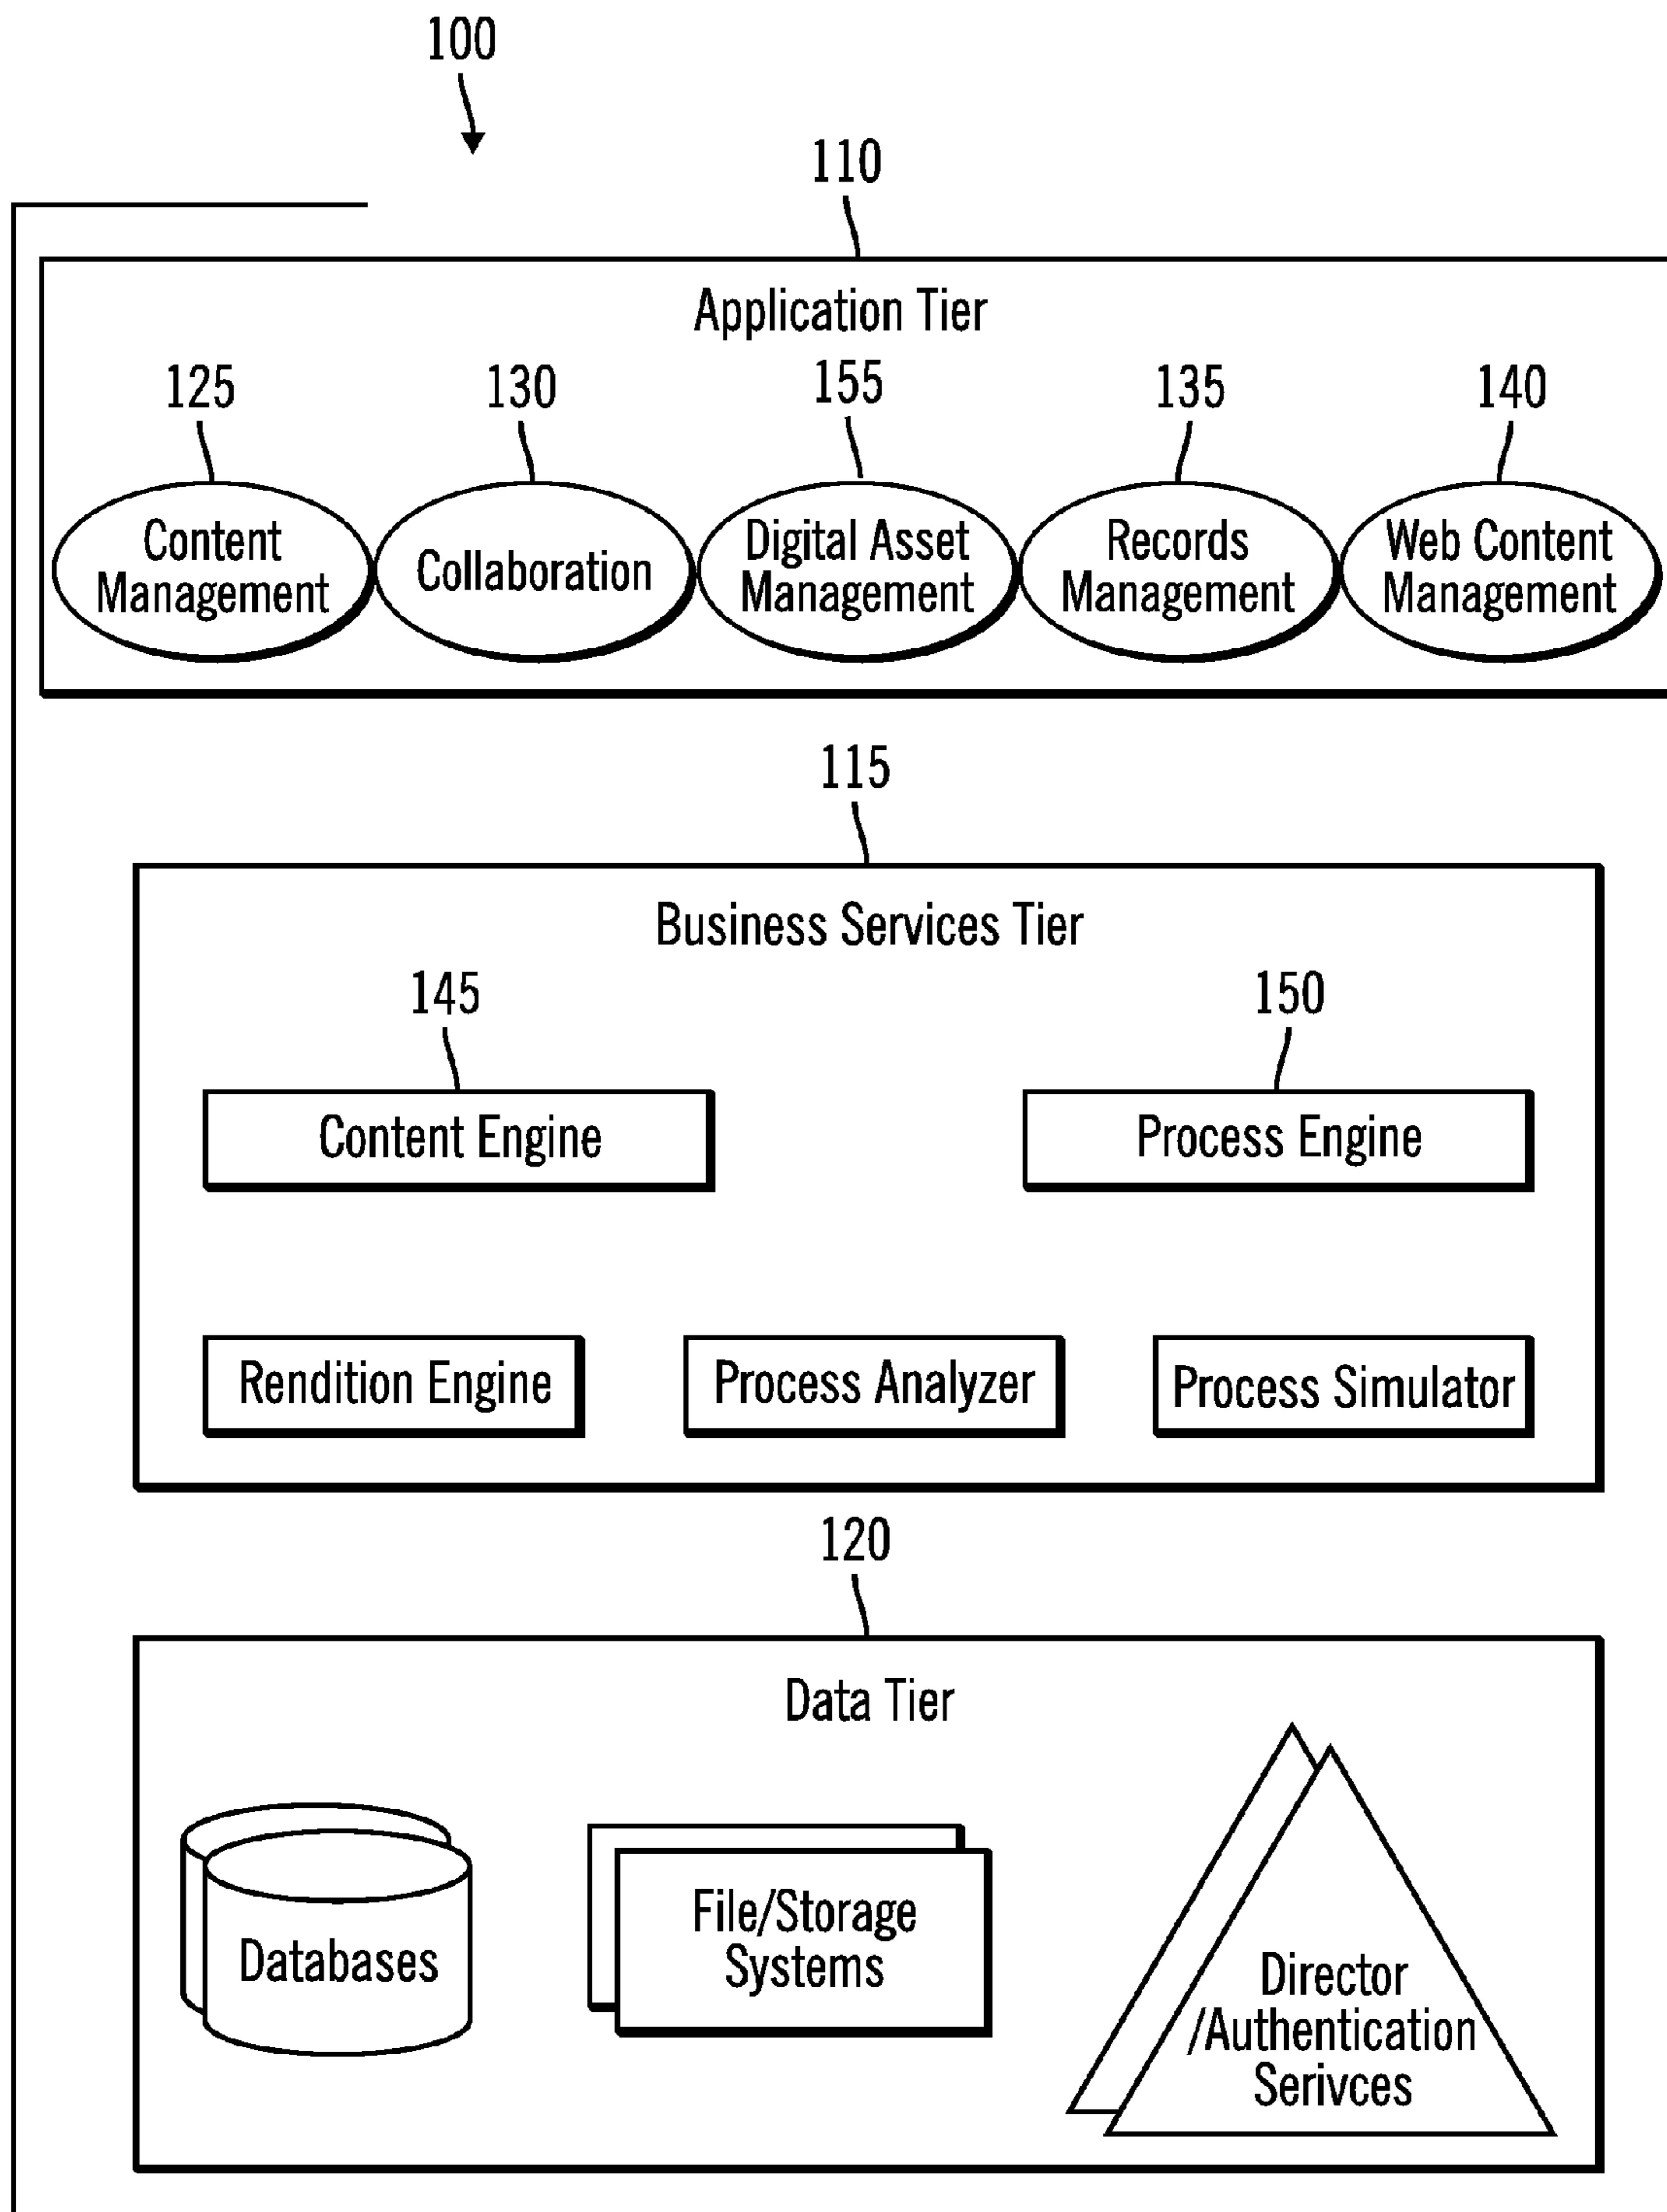 100
110
Application Tier
125
130
155
135
140
Content
Management
Collaboration
Digital Asset
Management
Records
Management
Web Content
Management
115
Business Services Tier
145
150
Content Engine
Process Engine
Rendition Engine
Process Analyzer
Process Simulator
120
Data Tier
Databases
File/Storage
Systems
Director
/Authentication
Serivces